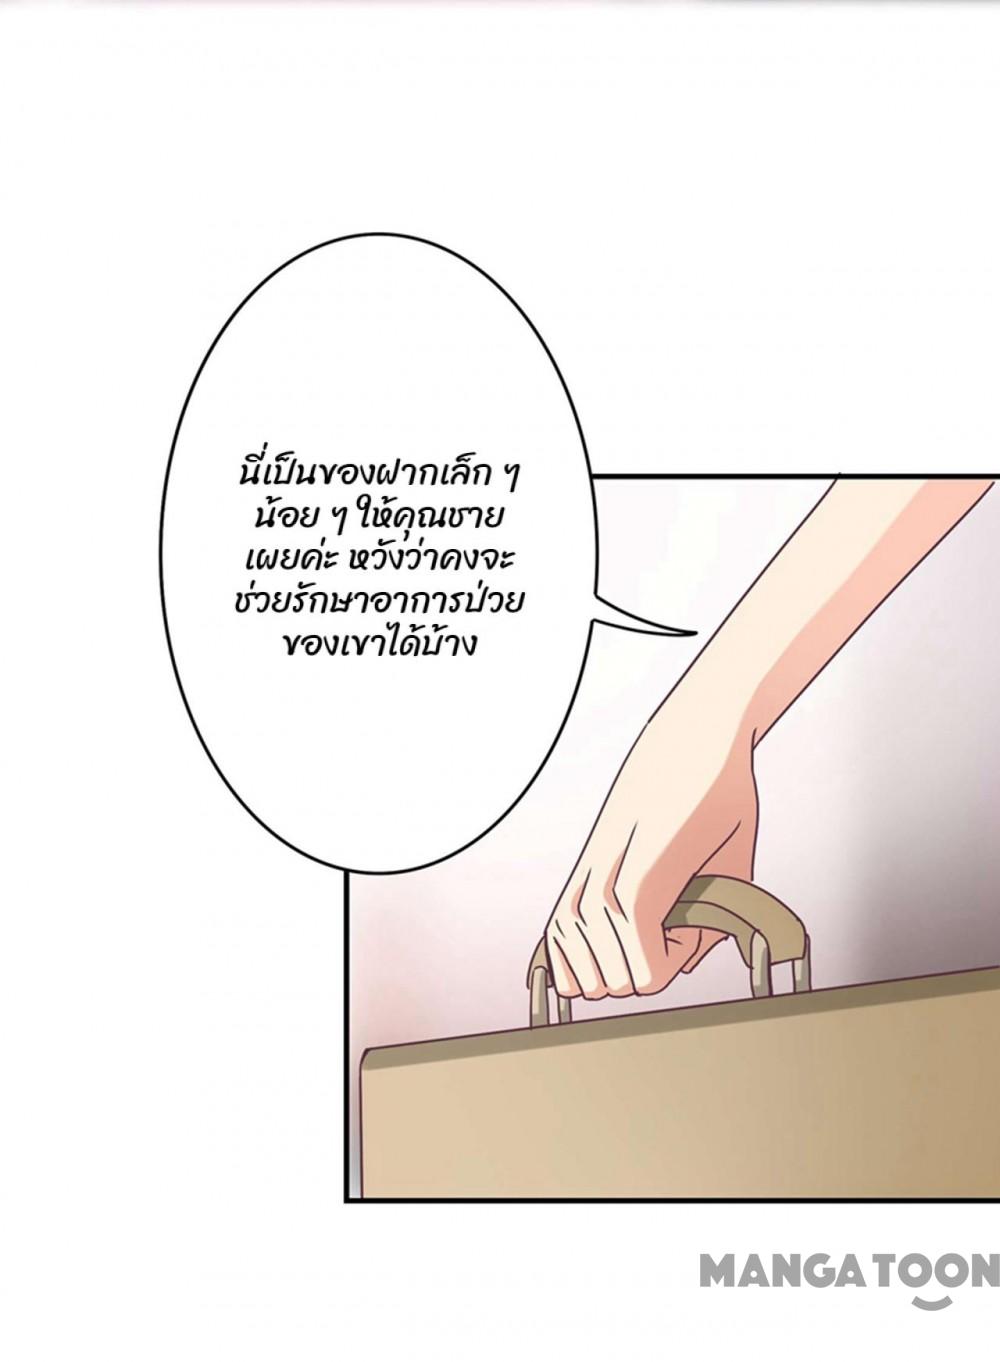 นี่เป็นของฝากเล็ก ๆ
น้อย ๆ ให้คุณชาย
เผยค่ะ หวังว่าคงจะ
ช่วยรักษาอาการป่วย
ของเขาได้บ้าง
MANGATOON